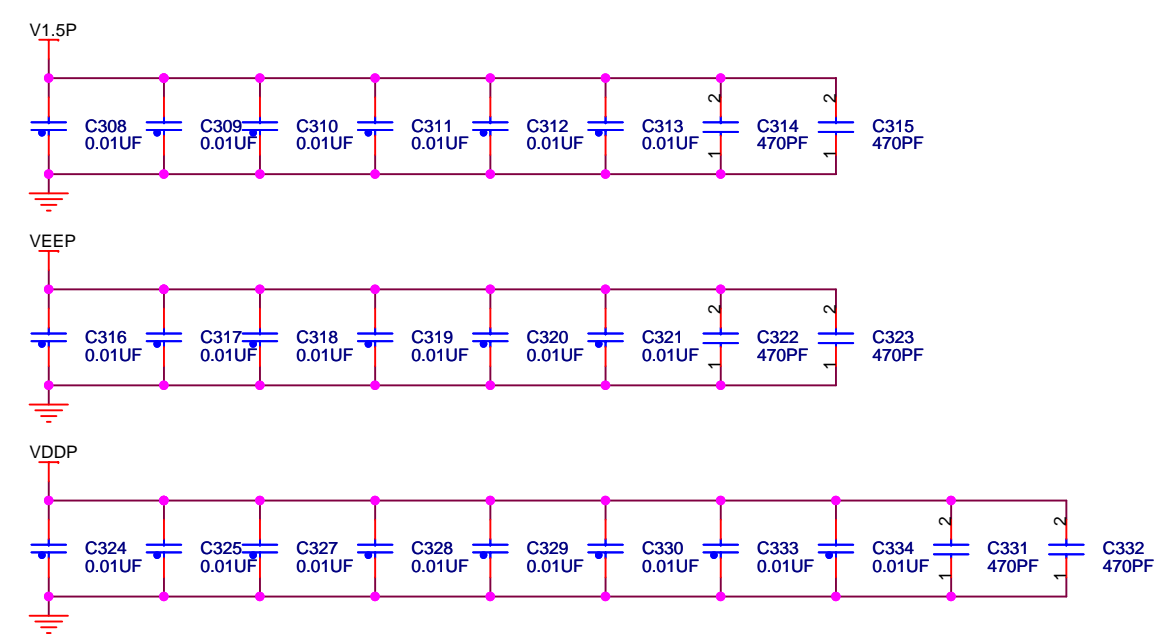 V1.5P
2 2
C308 C309 C310 C311 C312 C313 C314 C315
0.01UF 0.01UF 0.01UF 0.01UF 0.01UF 0.01UF 470PF 470PF
1 1
VEEP
2 2
C316 C317 C318 C319 C320 C321 C322 C323
0.01UF 0.01UF 0.01UF 0.01UF 0.01UF 0.01UF 470PF 470PF
1 1
VDDP
2 2
C324 C325 C327 C328 C329 C330 C333 C334 C331 C332
0.01UF 0.01UF 0.01UF 0.01UF 0.01UF 0.01UF 0.01UF 0.01UF 470PF 470PF
1 1